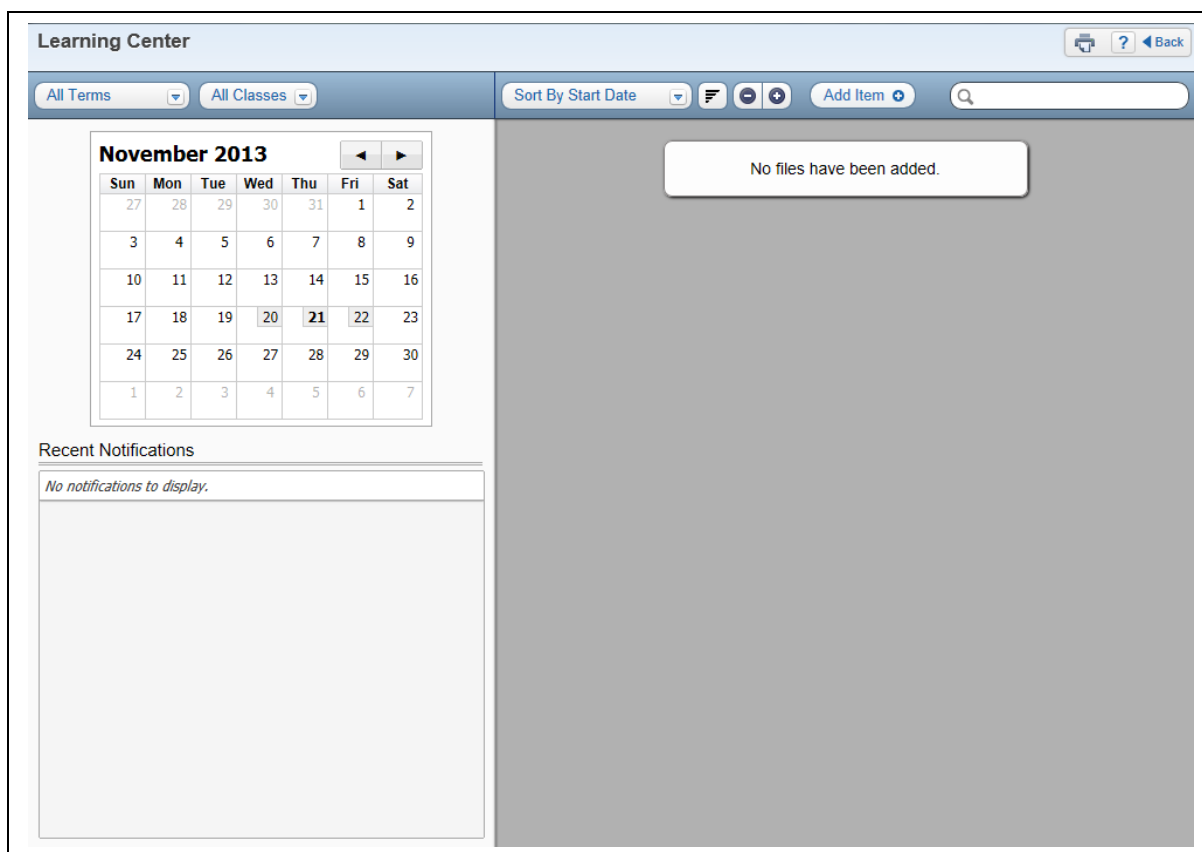 Learning Center
? Back
All Terms All Classes Sort By Start Date Add Item
November 2013
Sun Mon Tue Wed Thu Fri Sat
27 28 29 30 31 1 2
3 4 5 6 7 8 9
10 11 12 13 14 15 16
17 18 19 20 21 22 23
24 25 26 27 28 29 30
1 2 3 4 5 6 7
Recent Notifications
No notifications to display.
No files have been added.